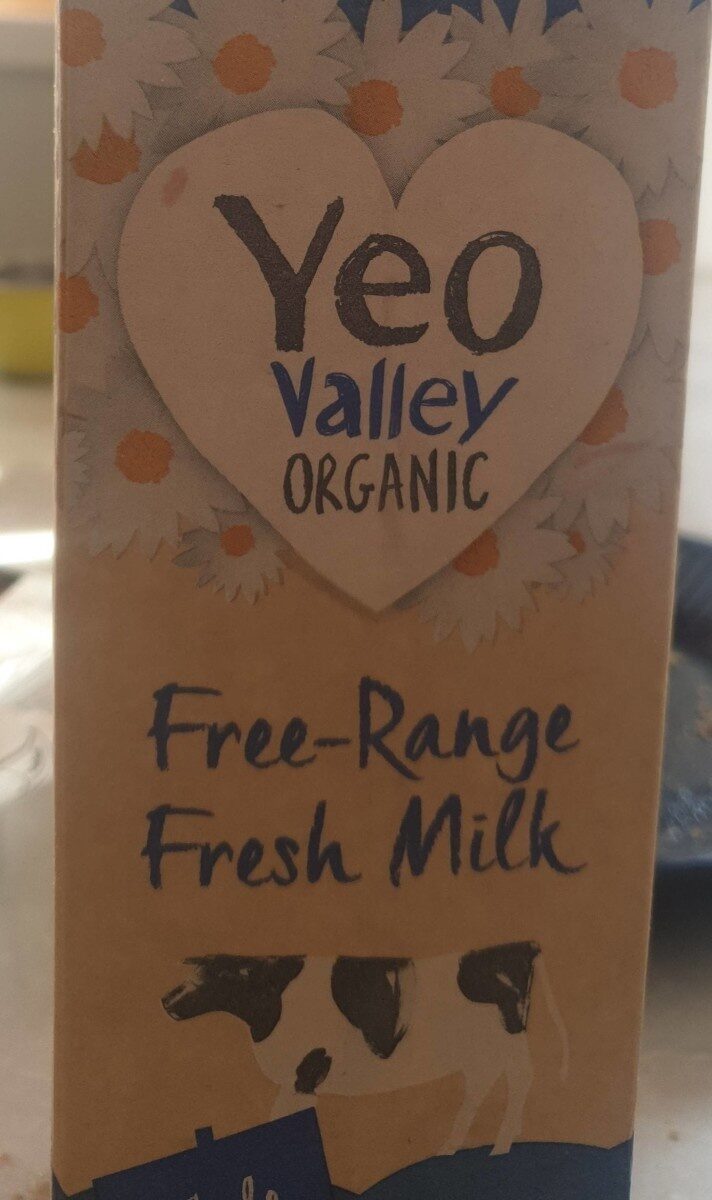 Yeo
Valley
ORGANIC
Free-Range
Fresh Milk